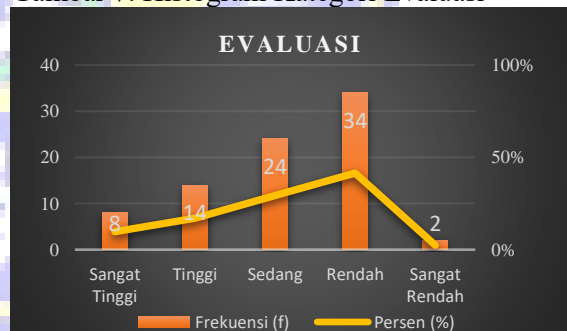 EVALUASI
40
30
20
10
0
100%
50%
0%
8
14
24
34
2
Sangat Tinggi
Tinggi
Sedang
Rendah
Sangat Rendah
Frekuensi (f)
Persen (%)